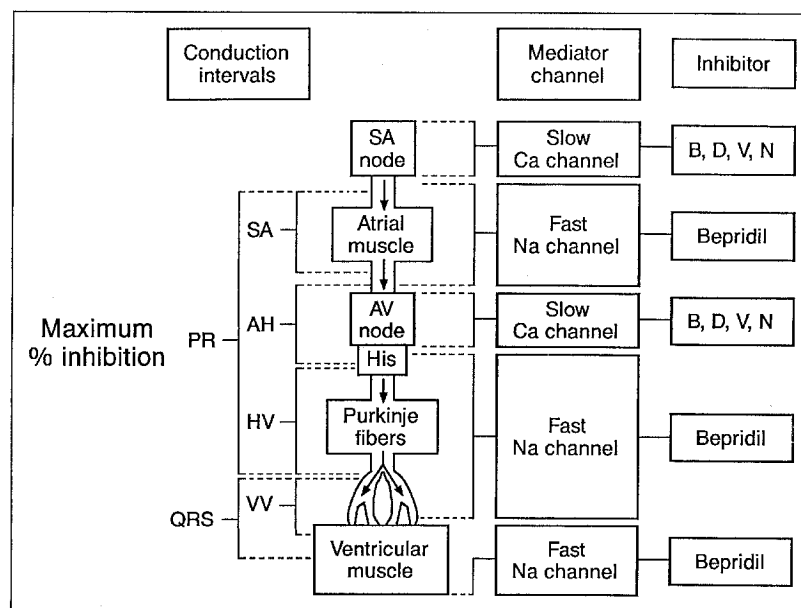 Conduction
intervals
Mediator
channel
Inhibitor
SA
node
Slow
Ca channel
B, D, V, N
SA
Atrial
muscle
Fast
Na channel
Bepridil
Maximum
% inhibition
PR
AH
AV
node
Slow
Ca channel
B, D, V, N
His
HV
Purkinje
fibers
Fast
Na channel
Bepridil
QRS
VV
Ventricular
muscle
Fast
Na channel
Bepridil